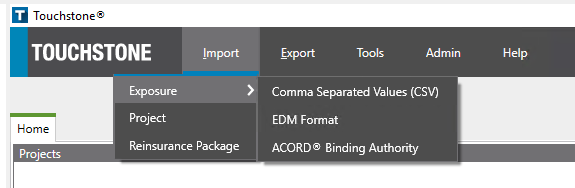 Touchstone®
TOUCHSTONE Import Export Tools Admin Help
Exposure
Project
Reinsurance Package
Comma Separated Values (CSV)
EDM Format
ACORD® Binding Authority
Home
Projects